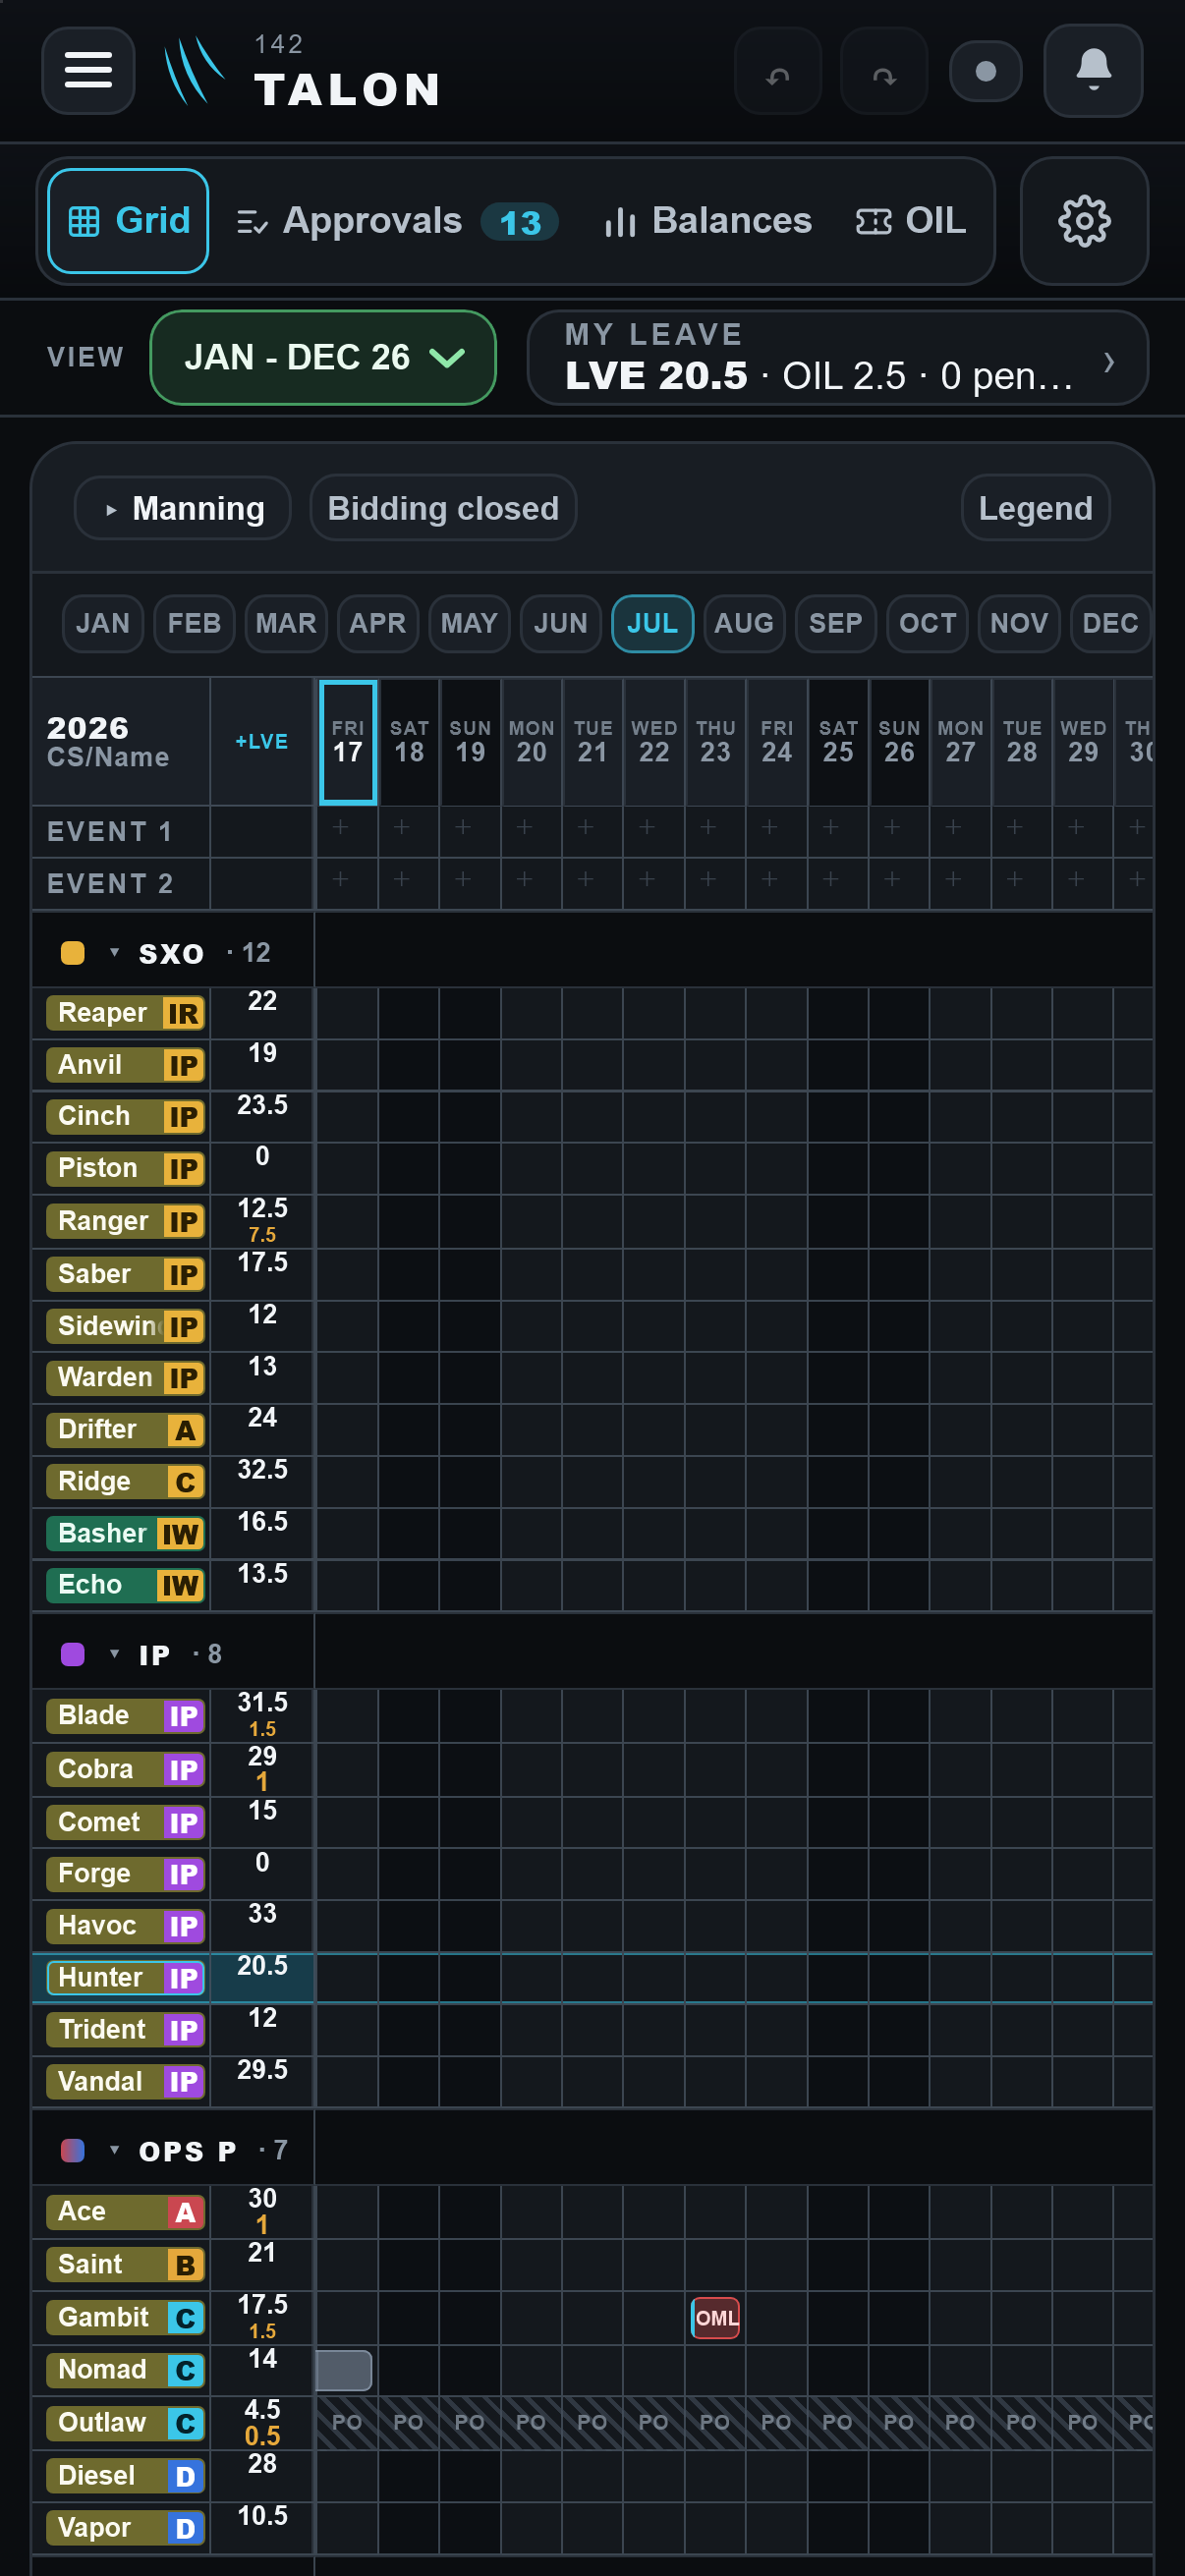 142
TALON
Grid Approvals 13 Balances OIL
VIEW JAN - DEC 26
MY LEAVE
LVE 20.5 · OIL 2.5 · 0 pen…
Manning Bidding closed Legend
JAN FEB MAR APR MAY JUN JUL AUG SEP OCT NOV DEC
2026
CS/Name
+LVE
FRI SAT SUN MON TUE WED THU FRI SAT SUN MON TUE WED TH
17 18 19 20 21 22 23 24 25 26 27 28 29 30
EVENT 1 + + + + + + + + + + + + + +
EVENT 2 + + + + + + + + + + + + + +
SXO · 12
Reaper IR 22
Anvil IP 19
Cinch IP 23.5
Piston IP 0
Ranger IP 12.5
7.5
Saber IP 17.5
Sidewin IP 12
Warden IP 13
Drifter A 24
Ridge C 32.5
Basher IW 16.5
Echo IW 13.5
IP · 8
Blade IP 31.5
1.5
Cobra IP 29
1
Comet IP 15
Forge IP 0
Havoc IP 33
Hunter IP 20.5
Trident IP 12
Vandal IP 29.5
OPS P · 7
Ace A 30
1
Saint B 21
Gambit C 17.5 OML
1.5
Nomad C 14
Outlaw C 4.5
0.5
PO PO PO PO PO PO PO PO PO PO PO PO PO PO
Diesel D 28
Vapor D 10.5